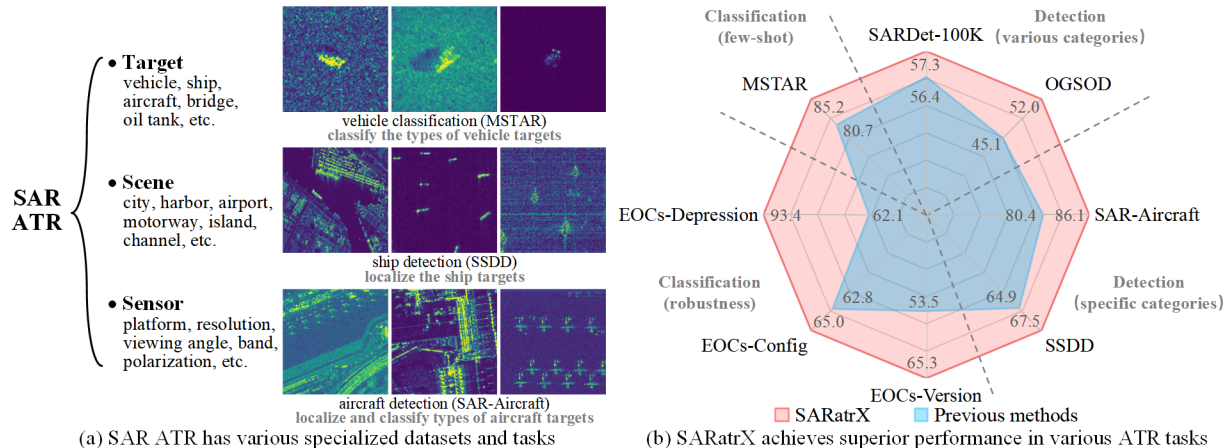 SAR
ATR
• Target
vehicle, ship,
aircraft, bridge,
oil tank, etc.
• Scene
city, harbor, airport,
motorway, island,
channel, etc.
• Sensor
platform, resolution,
viewing angle, band,
polarization, etc.
vehicle classification (MSTAR)
classify the types of vehicle targets
ship detection (SSDD)
localize the ship targets
aircraft detection (SAR-Aircraft)
localize and classify types of aircraft targets
(a) SAR ATR has various specialized datasets and tasks
Classification
(few-shot)
Detection
(various categories)
SARDet-100K
57.3
56.4
MSTAR
85.2
80.7
OGSOD
52.0
45.1
EOCs-Depression
93.4
62.1
80.4
86.1
SAR-Aircraft
Classification
(robustness)
Detection
(specific categories)
62.8
65.0
EOCs-Config
53.5
65.3
EOCs-Version
64.9
67.5
SSDD
SARatrX
Previous methods
(b) SARatrX achieves superior performance in various ATR tasks